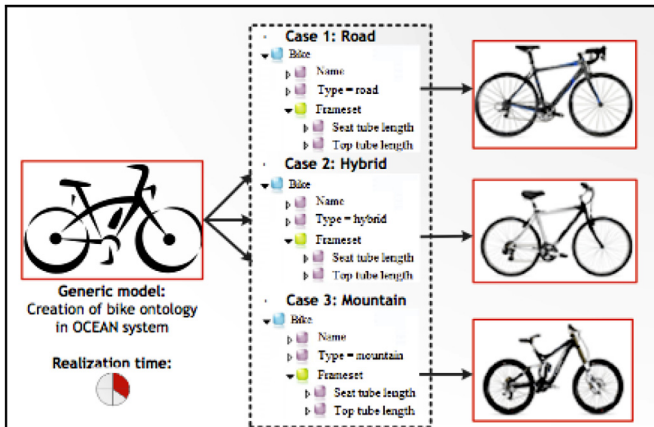 Case 1: Road
Bike
Name
Type = road
Frameset
Seat tube length
Top tube length
Case 2: Hybrid
Bike
Name
Type = hybrid
Frameset
Seat tube length
Top tube length
Case 3: Mountain
Bike
Name
Type = mountain
Frameset
Seat tube length
Top tube length
Generic model:
Creation of bike ontology
in OCEAN system
Realization time: